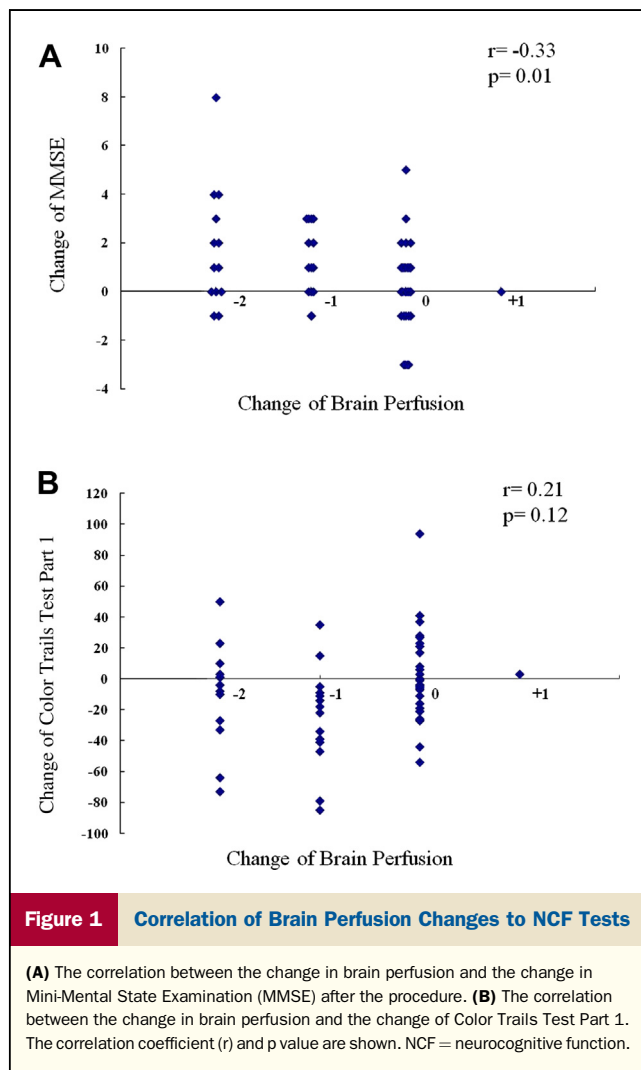 A
r= -0.33
p= 0.01
10
8
6
4
2
0
-2
-4
Change of MMSE
-2 -1 0 +1
Change of Brain Perfusion
B
r= 0.21
p= 0.12
120
100
80
60
40
20
0
-20
-40
-60
-80
-100
Change of Color Trails Test Part 1
-2 -1 0 +1
Change of Brain Perfusion
Figure 1 Correlation of Brain Perfusion Changes to NCF Tests
(A) The correlation between the change in brain perfusion and the change in
Mini-Mental State Examination (MMSE) after the procedure. (B) The correlation
between the change in brain perfusion and the change of Color Trails Test Part 1.
The correlation coefficient (r) and p value are shown. NCF = neurocognitive function.